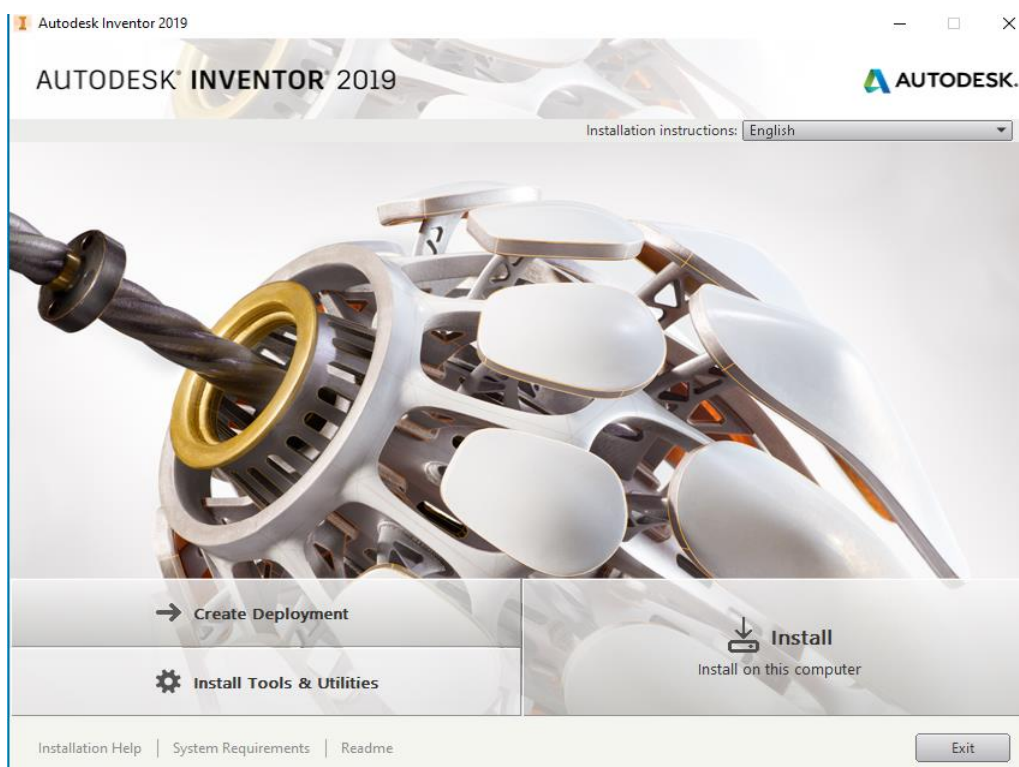 Autodesk Inventor 2019
AUTODESK® INVENTOR® 2019
AUTODESK.
Installation instructions: English
Create Deployment
Install Tools & Utilities
Install
Install on this computer
Installation Help | System Requirements | Readme
Exit